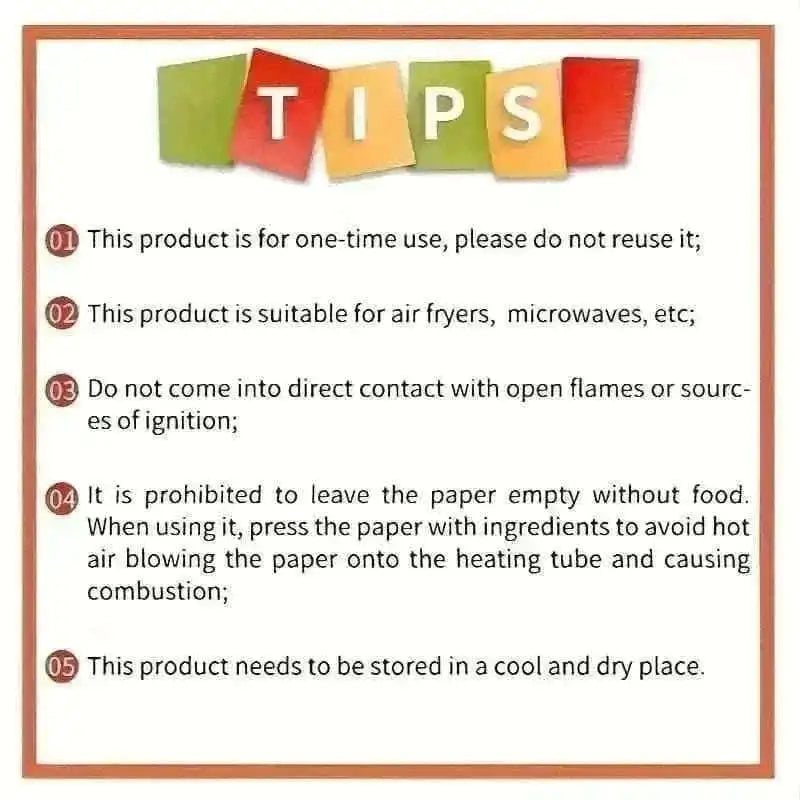 TIPS
01 This product is for one-time use, please do not reuse it;
02 This product is suitable for air fryers, microwaves, etc;
03 Do not come into direct contact with open flames or sourc-
es of ignition;
04 It is prohibited to leave the paper empty without food.
When using it, press the paper with ingredients to avoid hot
air blowing the paper onto the heating tube and causing
combustion;
05 This product needs to be stored in a cool and dry place.